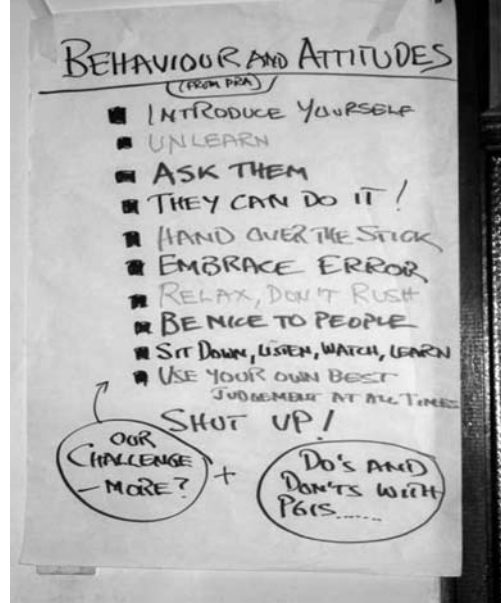 BEHAVIOUR AND ATTITUDES
(FROM PRA)
INTRODUCE YOURSELF
UNLEARN
ASK THEM
THEY CAN DO IT!
HAND OVER THE STICK
EMBRACE ERROR
RELAX, DON'T RUSH
BE NICE TO PEOPLE
SIT DOWN, LISTEN, WATCH, LEARN
USE YOUR OWN BEST
JUDGEMENT AT ALL TIMES
SHUT UP!
OUR
CHALLENGE
- MORE?
+
DO'S AND
DON'TS WITH
PGIS......